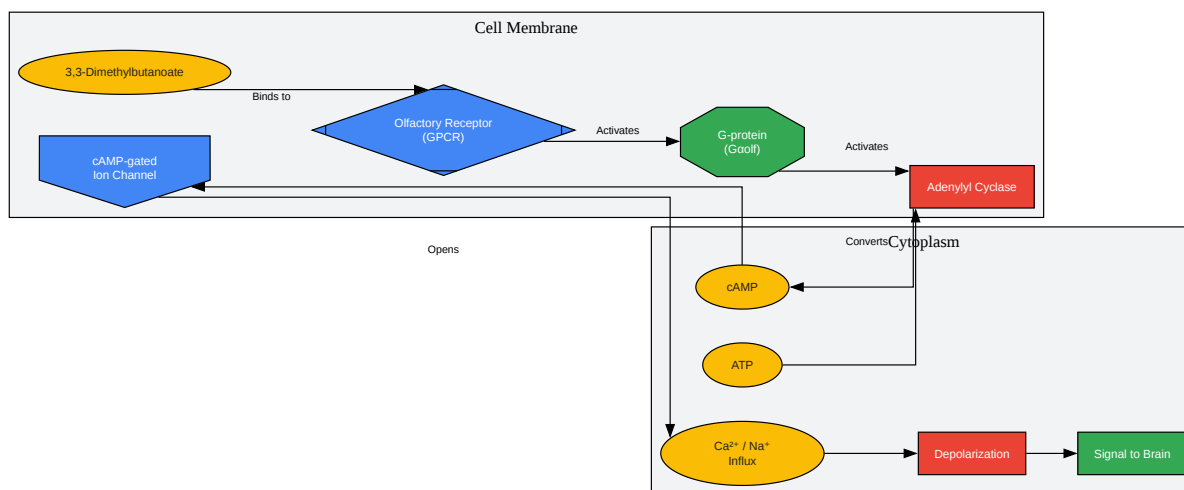 Cell Membrane
3,3-Dimethylbutanoate
Binds to
Olfactory Receptor
(GPCR)
Activates
G-protein
(Gαolf)
Activates
Adenylyl Cyclase
cAMP-gated
Ion Channel
Opens
Converts
Cytoplasm
cAMP
ATP
Ca²⁺ / Na⁺
Influx
Depolarization
Signal to Brain